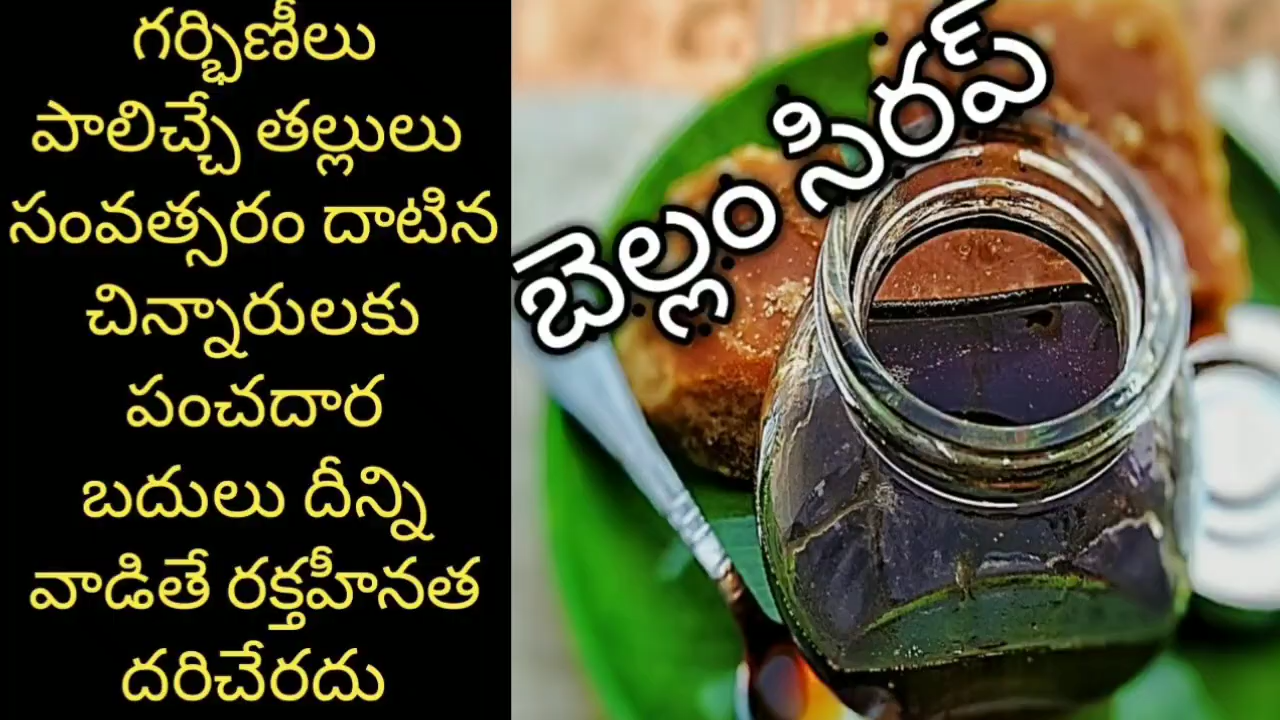 గర్భిణీలు
పాలిచ్చే తల్లులు
సంవత్సరం దాటిన
చిన్నారులకు
పంచదార
బదులు దీన్ని
వాడితే రక్తహీనత
దరిచేరదు
బెల్లం సిరప్